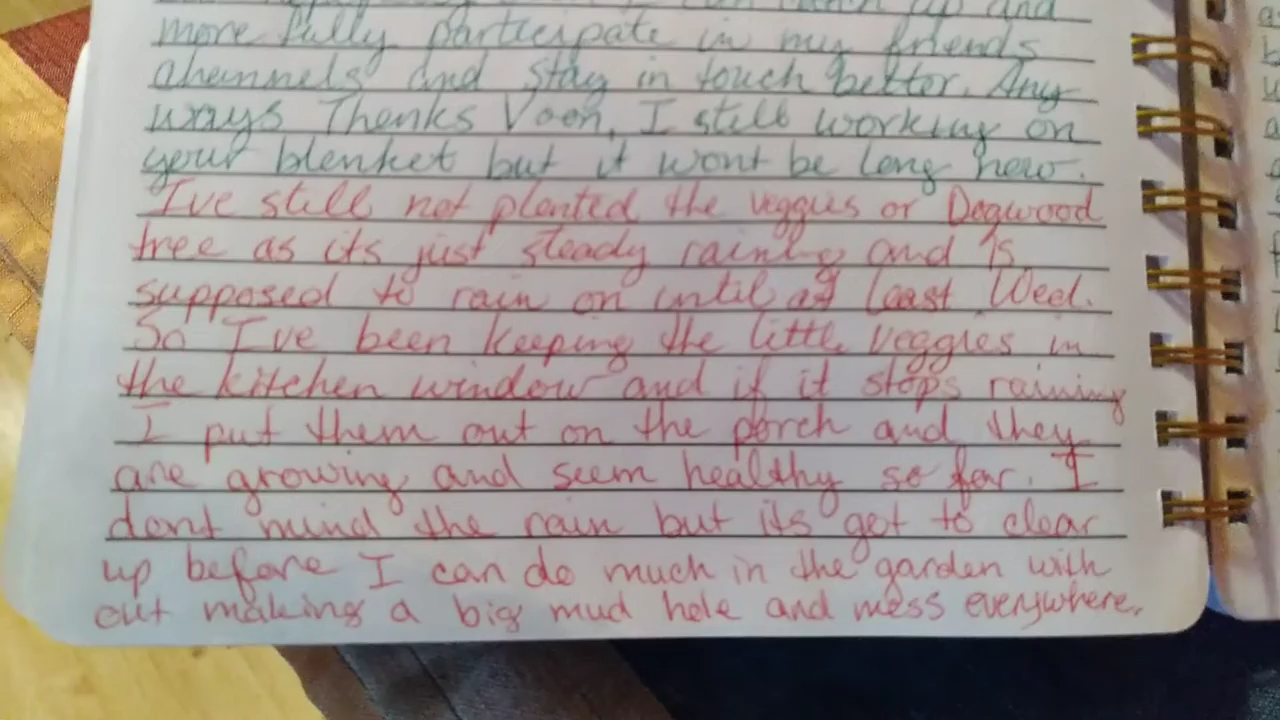 up and
more fully participate in my friends
channels and stay in touch better. Any
ways Thanks Voon, I still working on
your blanket but it wont be long now.
I've still not planted the veggies or Dogwood
tree as its just steady raining and is
supposed to rain on until at least Wed.
So I've been keeping the little veggies in
the kitchen window and if it stops raining
I put them out on the porch and they
are growing and seem healthy so far. I
dont mind the rain but its got to clear
up before I can do much in the garden with
out making a big mud hole and mess everywhere.